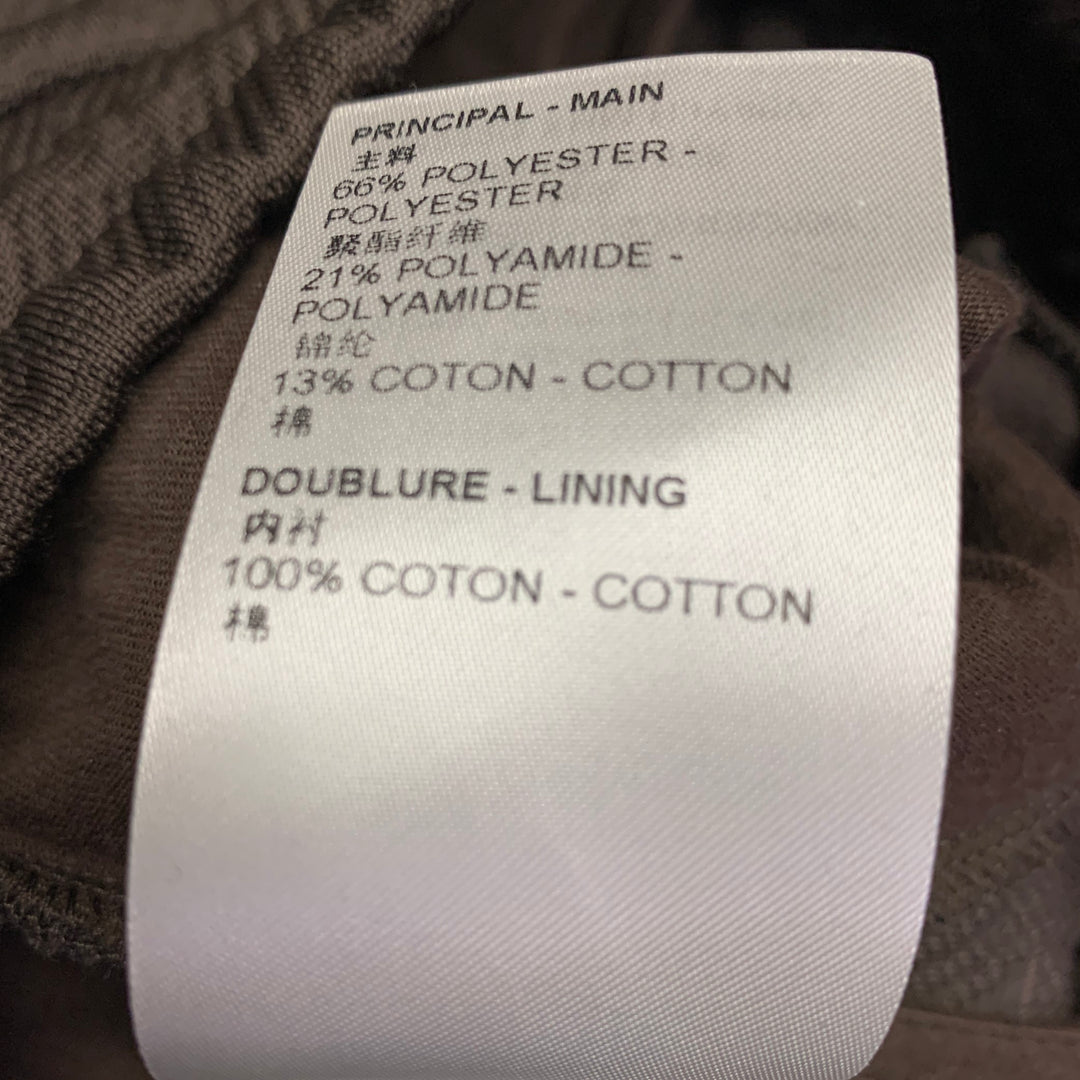 PRINCIPAL - MAIN
主料
66% POLYESTER -
POLYESTER
聚酯纤维
21% POLYAMIDE -
POLYAMIDE
锦纶
13% COTON - COTTON
棉
DOUBLURE - LINING
内衬
100% COTON - COTTON
棉